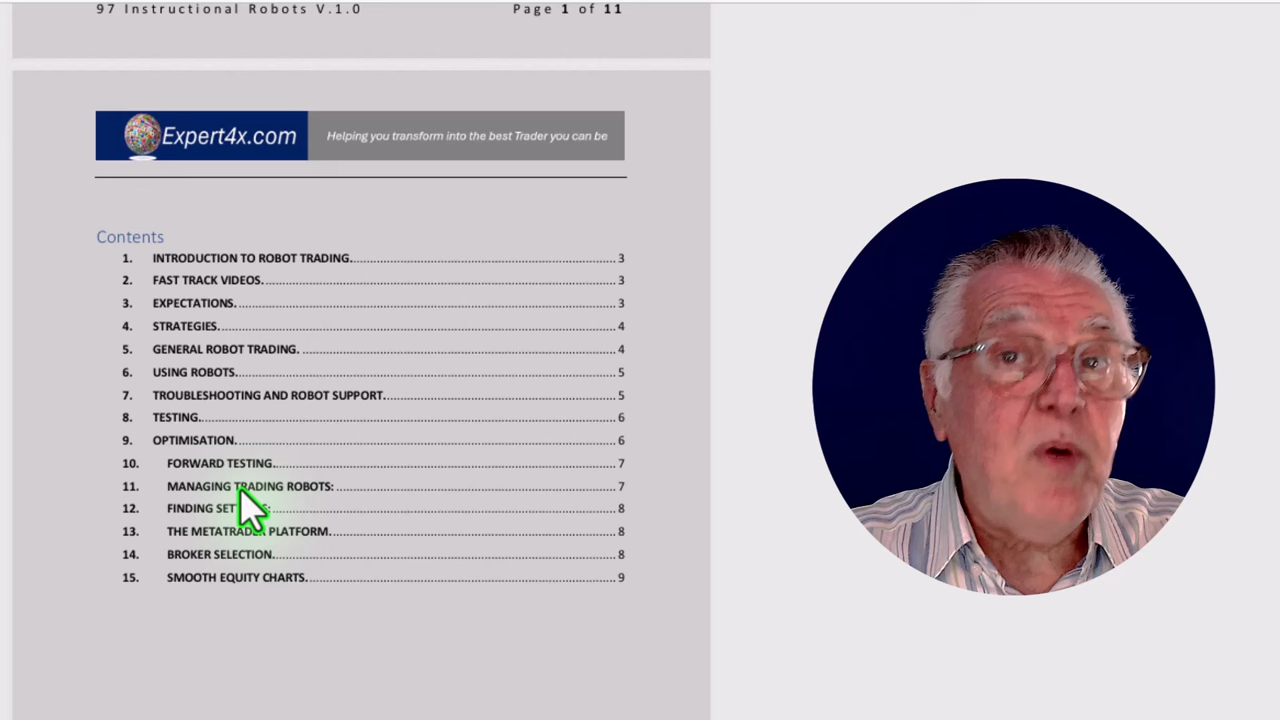 97 Instructional Robots V.1.0 Page 1 of 11
Expert4x.com Helping you transform into the best Trader you can be
Contents
1. INTRODUCTION TO ROBOT TRADING. 3
2. FAST TRACK VIDEOS. 3
3. EXPECTATIONS. 3
4. STRATEGIES. 4
5. GENERAL ROBOT TRADING. 4
6. USING ROBOTS. 5
7. TROUBLESHOOTING AND ROBOT SUPPORT. 5
8. TESTING. 6
9. OPTIMISATION. 6
10. FORWARD TESTING. 7
11. MANAGING TRADING ROBOTS: 7
12. FINDING 8
13. THE METATRADER PLATFORM. 8
14. BROKER SELECTION. 8
15. SMOOTH EQUITY CHARTS. 9